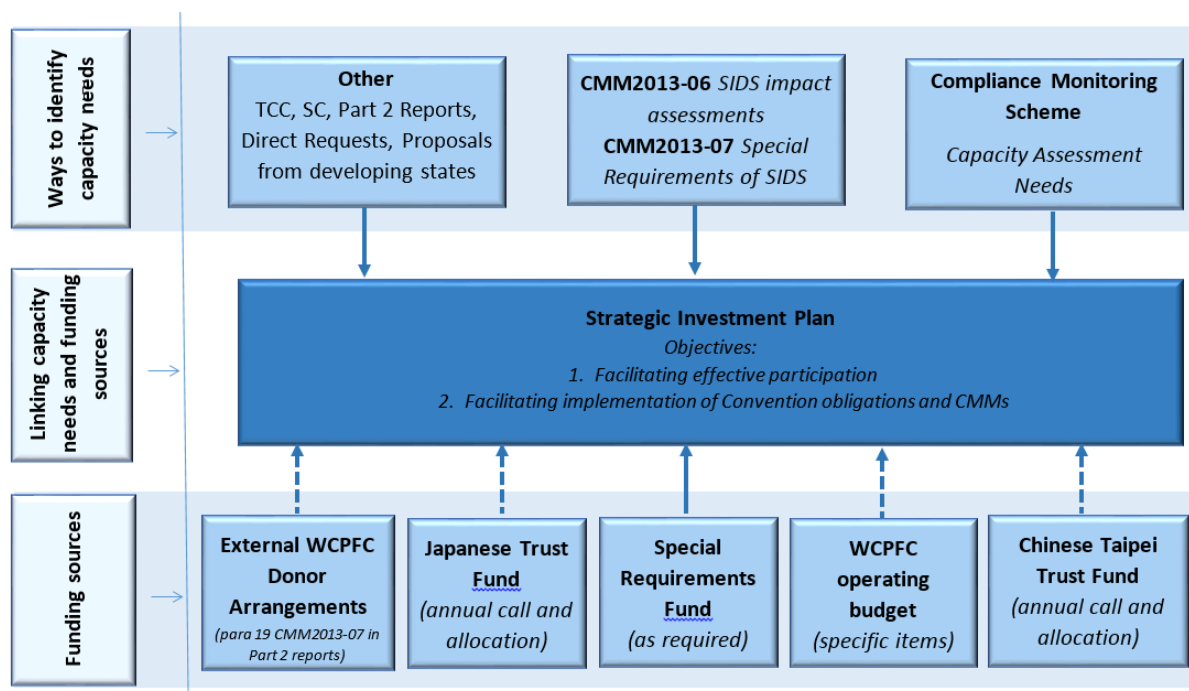 Ways to identify
capacity needs
Other
TCC, SC, Part 2 Reports,
Direct Requests, Proposals
from developing states
CMM2013-06 SIDS impact
assessments
CMM2013-07 Special
Requirements of SIDS
Compliance Monitoring
Scheme
Capacity Assessment
Needs
Linking capacity
needs and funding
sources
Strategic Investment Plan
Objectives:
1. Facilitating effective participation
2. Facilitating implementation of Convention obligations and CMMs
Funding sources
External WCPFC
Donor
Arrangements
(para 19 CMM2013-07 in
Part 2 reports)
Japanese Trust
Fund
(annual call and
allocation)
Special
Requirements
Fund
(as required)
WCPFC
operating
budget
(specific items)
Chinese Taipei
Trust Fund
(annual call and
allocation)